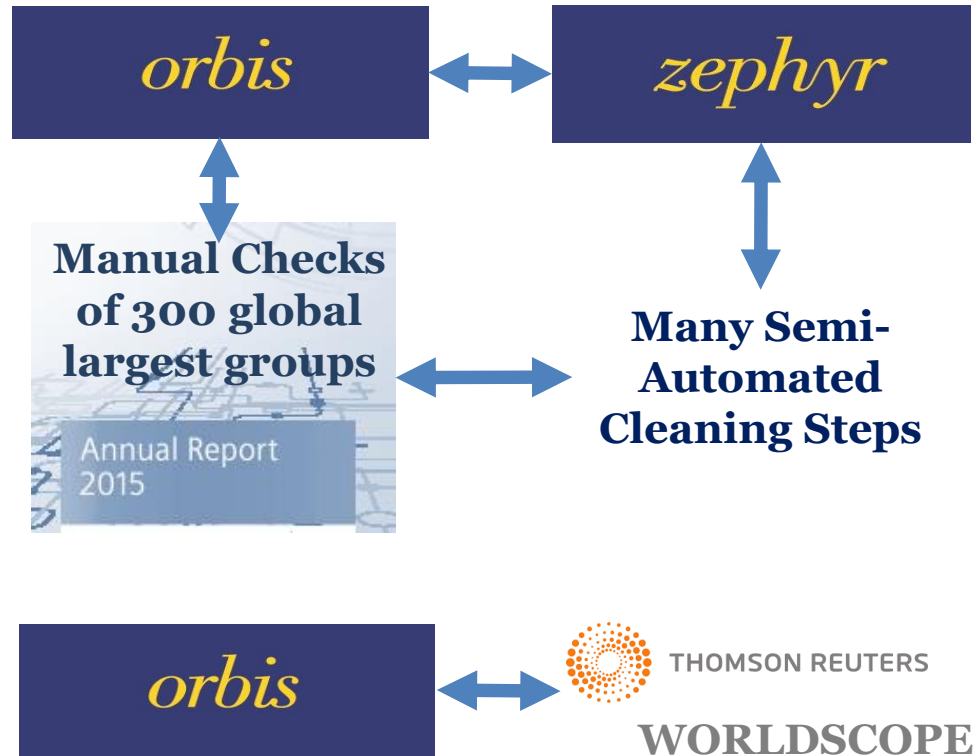 orbis
zephyr
Manual Checks
of 300 global
largest groups
Annual Report
2015
Many Semi-
Automated
Cleaning Steps
orbis
THOMSON REUTERS
WORLDSCOPE